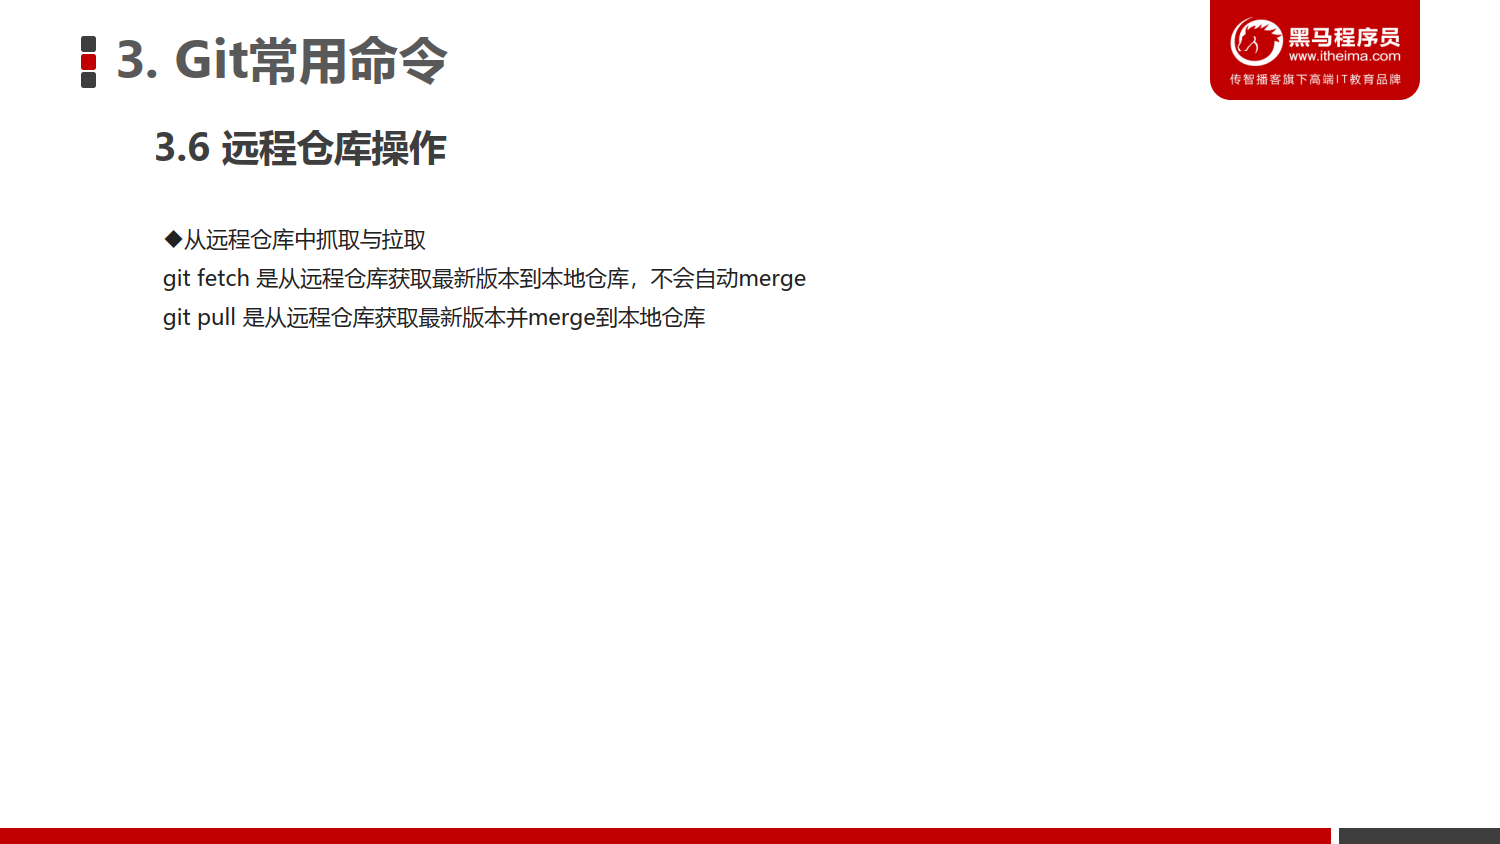 3. Git常用命令
黑马程序员
www.itheima.com
传智播客旗下高端IT教育品牌
3.6 远程仓库操作
◆从远程仓库中抓取与拉取
git fetch 是从远程仓库获取最新版本到本地仓库，不会自动merge
git pull 是从远程仓库获取最新版本并merge到本地仓库